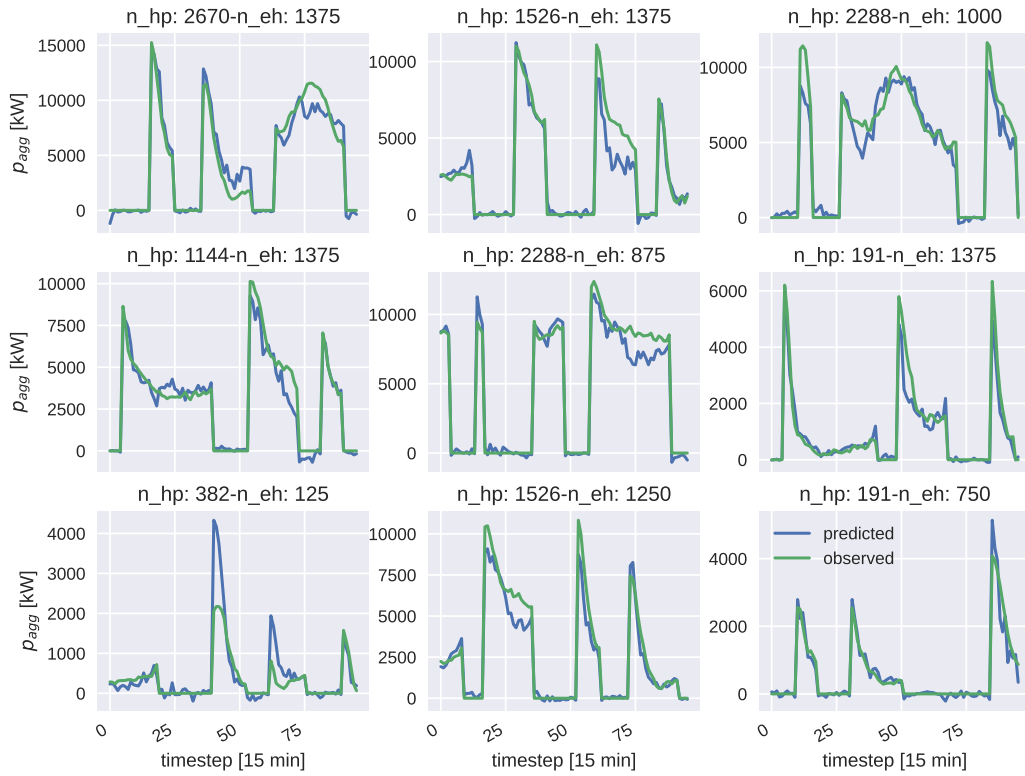 n_hp: 2670-n_eh: 1375
n_hp: 1526-n_eh: 1375
n_hp: 2288-n_eh: 1000
15000
10000
5000
0
p_agg [kW]
10000
5000
0
10000
5000
0
n_hp: 1144-n_eh: 1375
n_hp: 2288-n_eh: 875
n_hp: 191-n_eh: 1375
10000
7500
5000
2500
0
p_agg [kW]
10000
5000
0
6000
4000
2000
0
n_hp: 382-n_eh: 125
n_hp: 1526-n_eh: 1250
n_hp: 191-n_eh: 750
4000
3000
2000
1000
0
p_agg [kW]
10000
7500
5000
2500
0
predicted
observed
4000
2000
0
0 25 50 75
0 25 50 75
0 25 50 75
timestep [15 min]
timestep [15 min]
timestep [15 min]